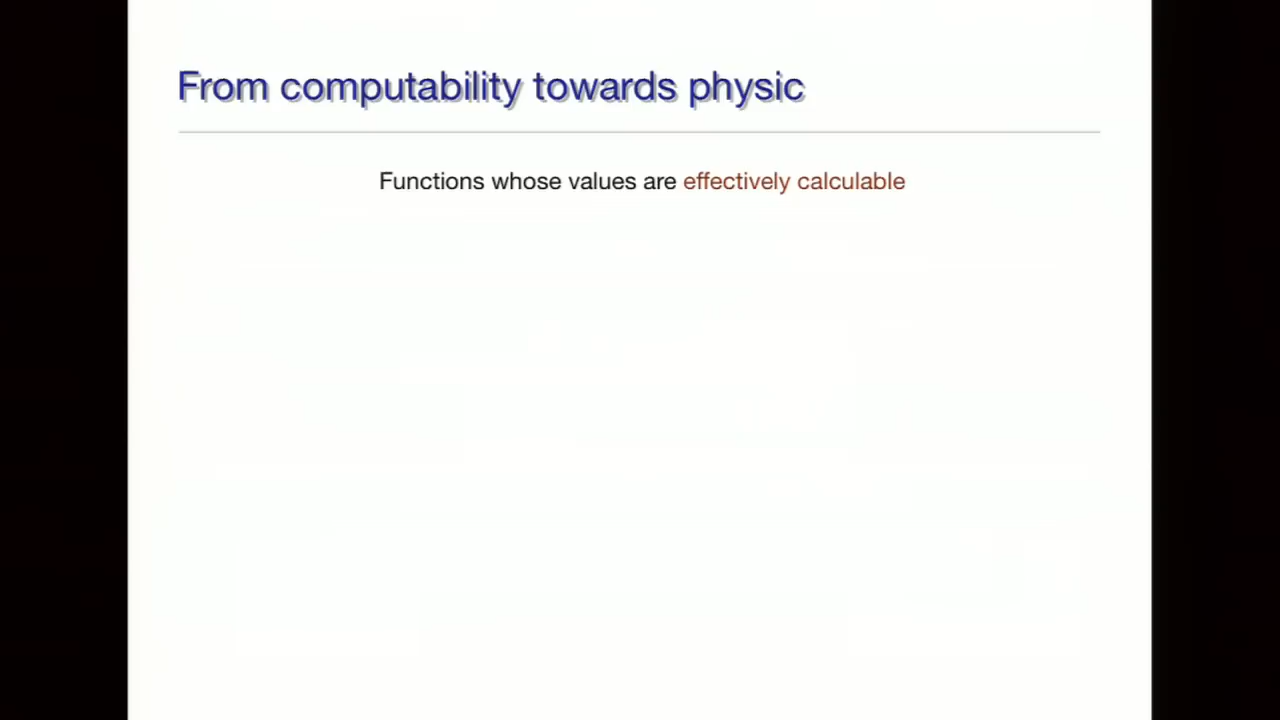 From computability towards physic
Functions whose values are effectively calculable